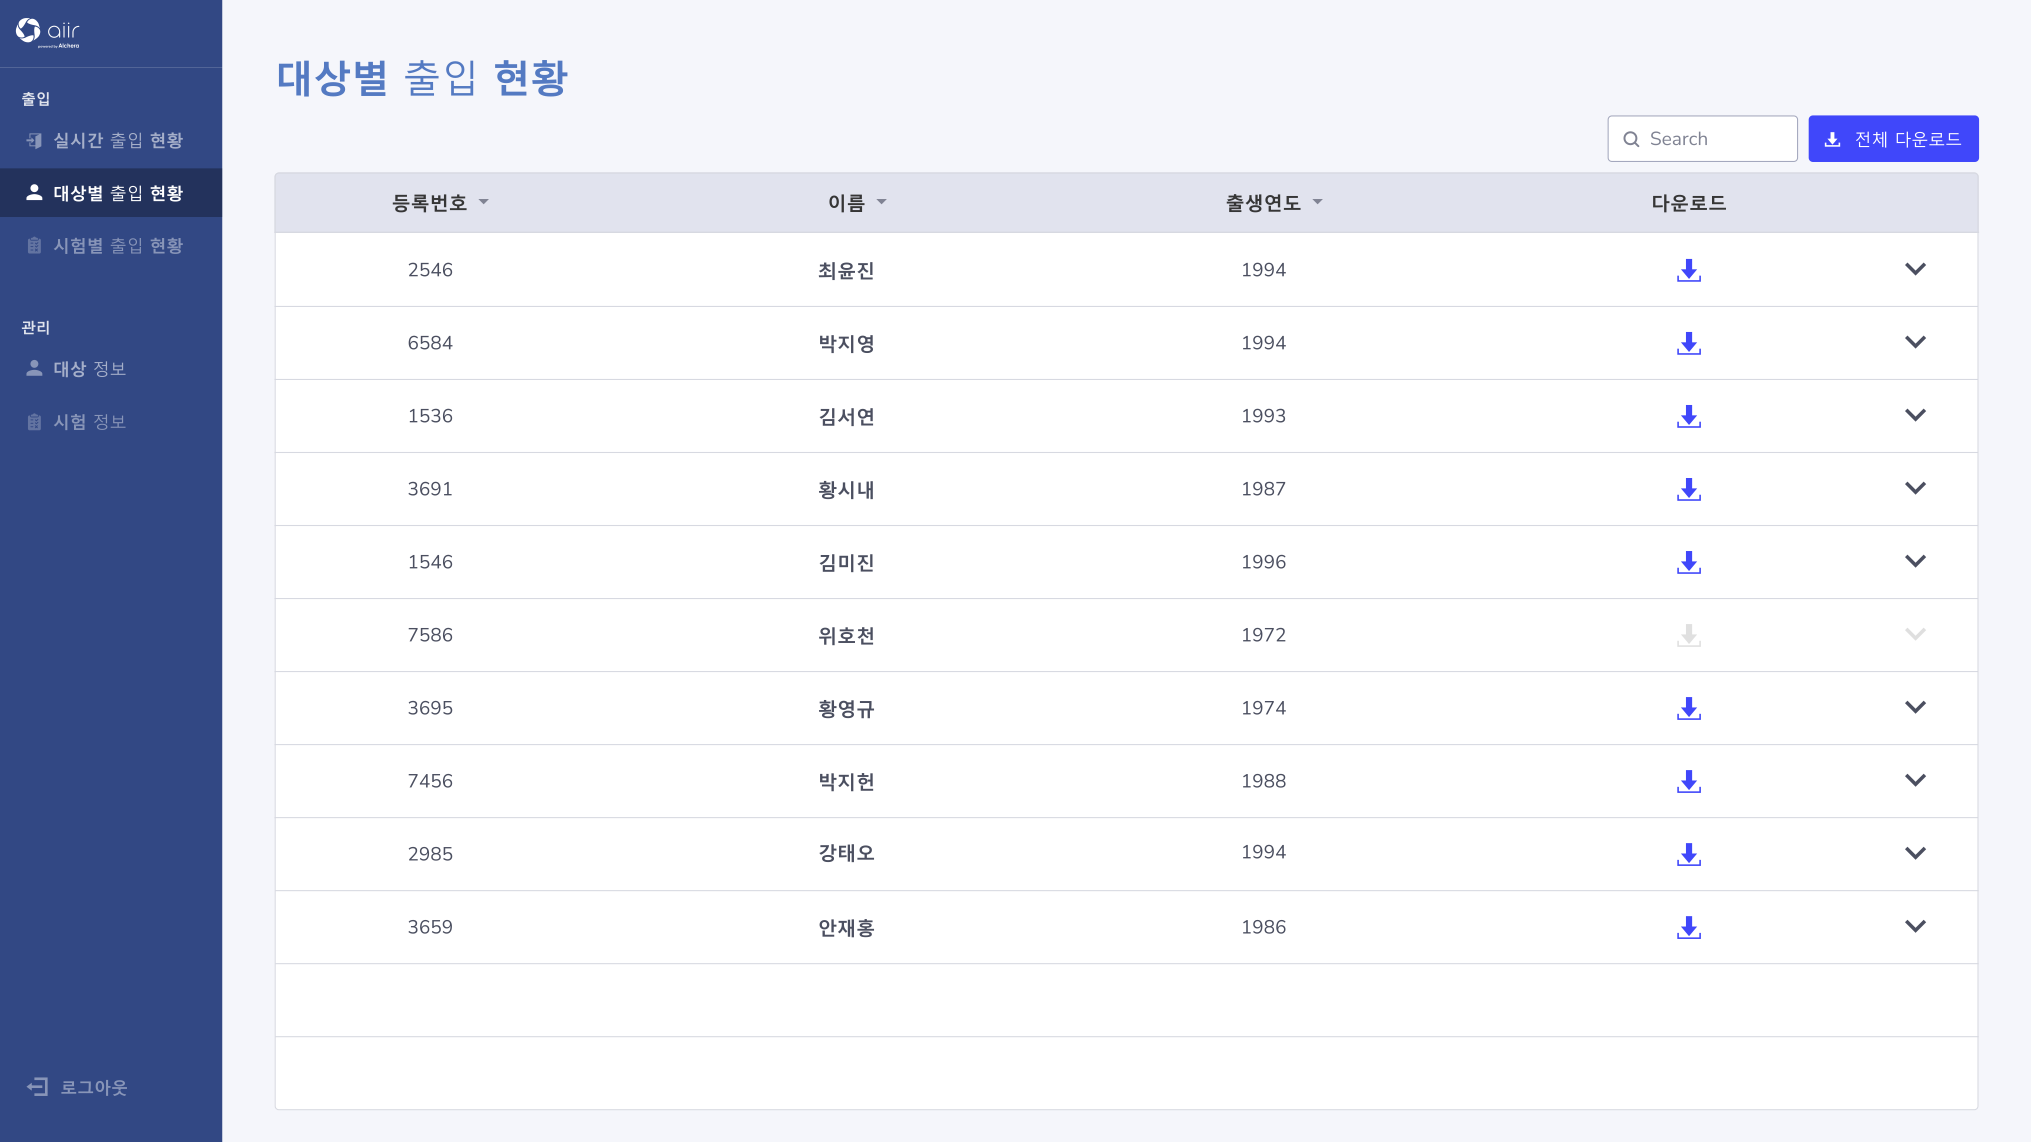 aiir
powered by Alchera
출입
실시간 출입 현황
대상별 출입 현황
시험별 출입 현황
관리
대상 정보
시험 정보
로그아웃
대상별 출입 현황
Search
전체 다운로드
등록번호 이름 출생연도 다운로드
2546 최윤진 1994
6584 박지영 1994
1536 김서연 1993
3691 황시내 1987
1546 김미진 1996
7586 위호천 1972
3695 황영규 1974
7456 박지헌 1988
2985 강태오 1994
3659 안재홍 1986